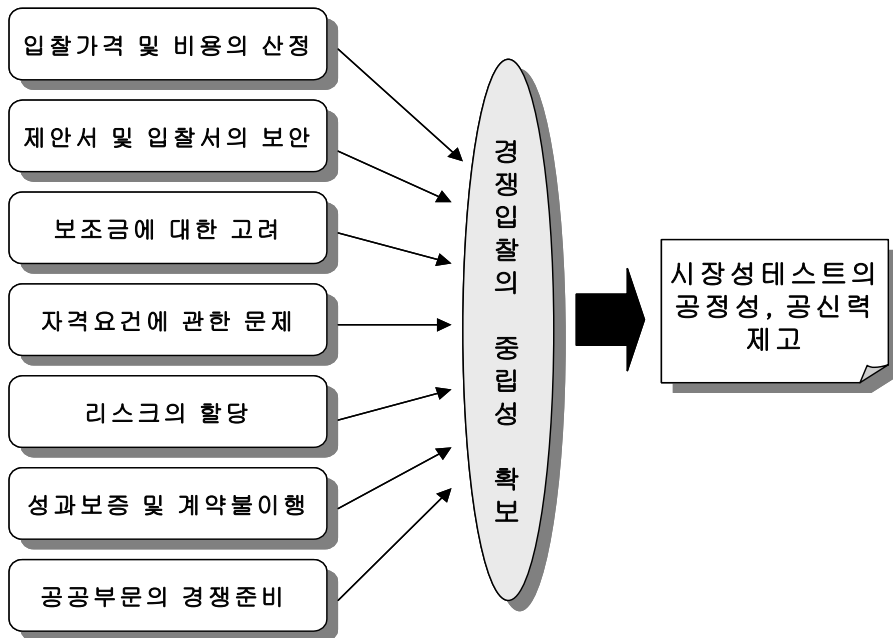 입찰가격 및 비용의 산정
제안서 및 입찰서의 보안
보조금에 대한 고려
자격요건에 관한 문제
리스크의 할당
성과보증 및 계약불이행
공공부문의 경쟁준비
경쟁입찰의 중립성 확보
시장성테스트의
공정성, 공신력
제고